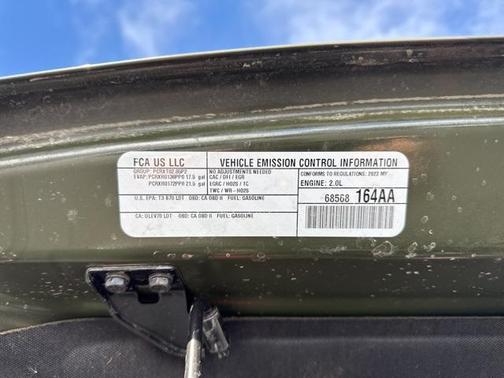 FCA US LLC
VEHICLE EMISSION CONTROL INFORMATION
NO ADJUSTMENTS NEEDED
CAC / DFI / EGR
EGRC / HO2S / TC
TWC / WR-HO2S
CONFORMS TO REGULATIONS: 2023 MY
ENGINE: 2.0L
68568 164AA
U.S. EPA: T3 B70 LDT OBD: CA OBD II FUEL: GASOLINE
CA: ULEV70 LDT OBD: CA OBD II FUEL: GASOLINE